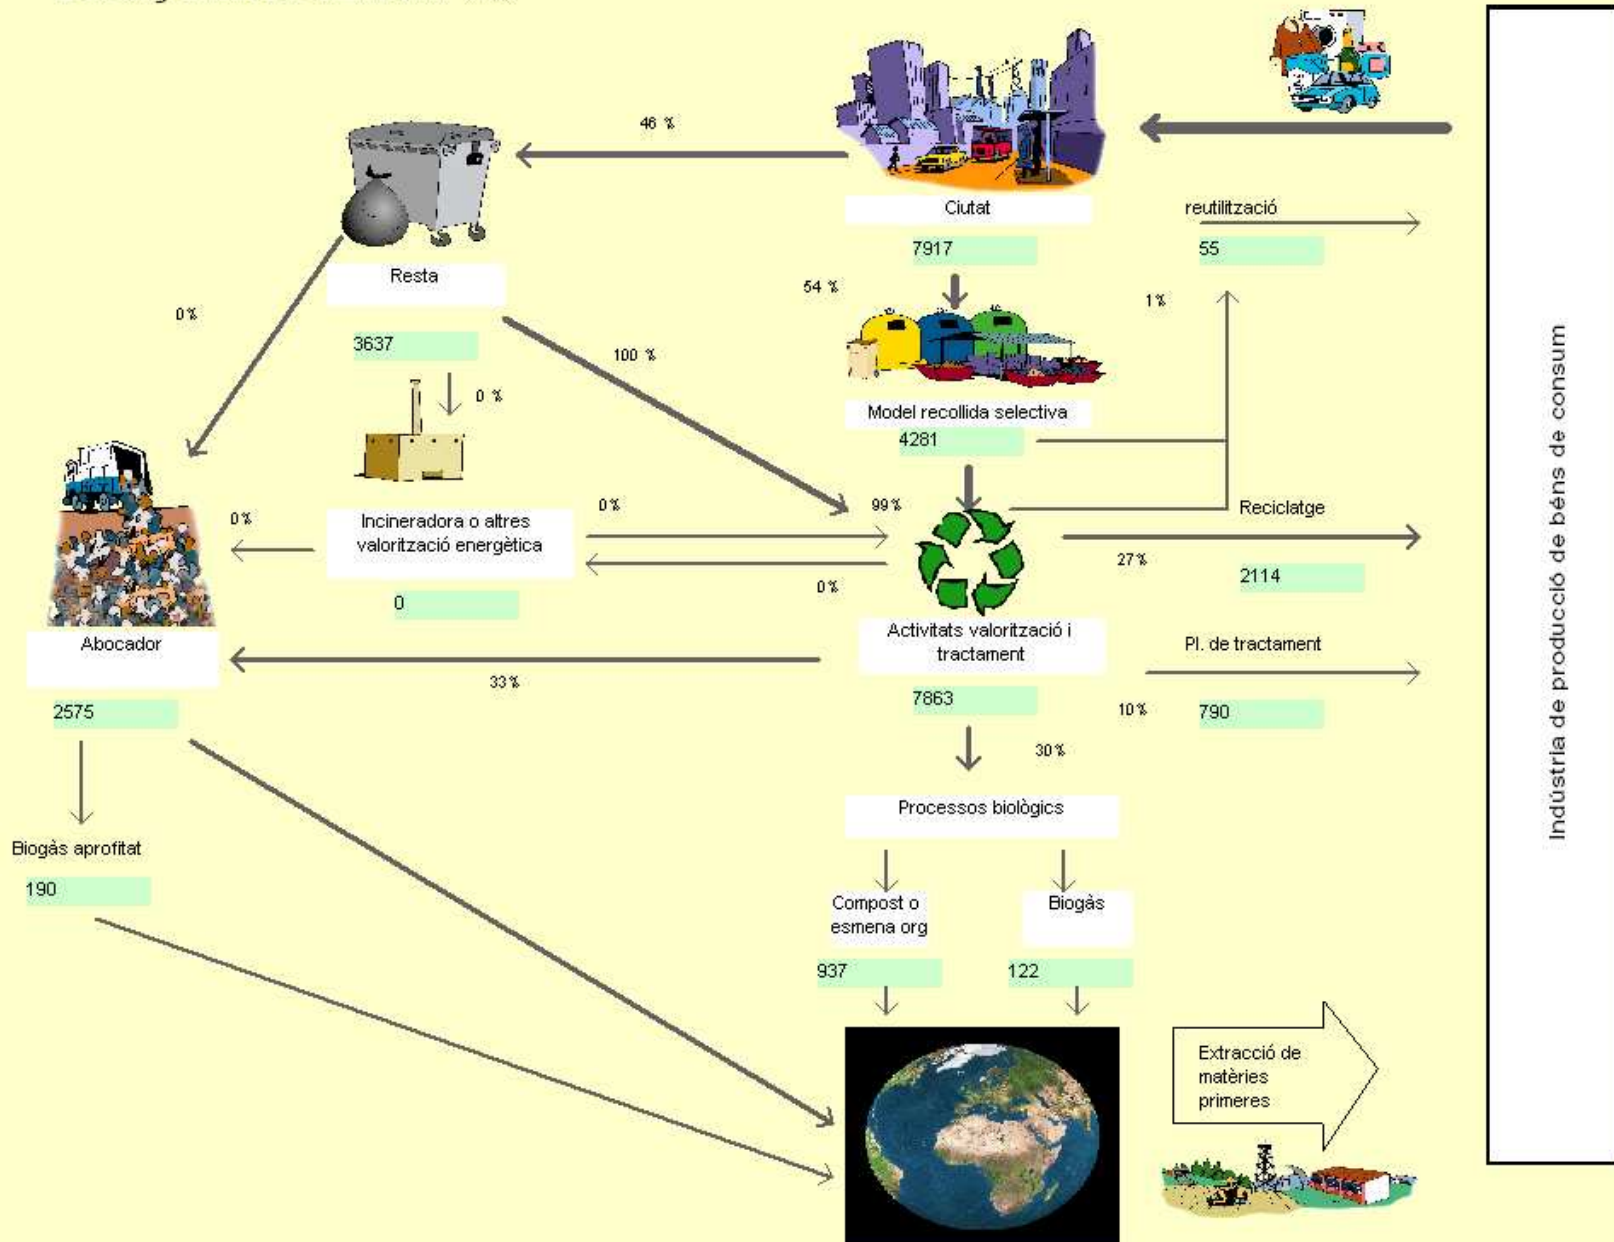 46 %
Ciutat
7917
reutilització
55
Resta
3637
0%
0 %
100 %
54 %
1%
Model recollida selectiva
4281
Incineradora o altres
valorització energètica
0
0%
0%
0%
99%
Reciclatge
27%
2114
Abocador
2575
33%
Activitats valorització i
tractament
7863
Pl. de tractament
10%
790
30%
Processos biològics
Biogàs aprofitat
190
Compost o
esmena org
937
Biogàs
122
Extracció de
matèries
primeres
Indústria de producció de béns de consum